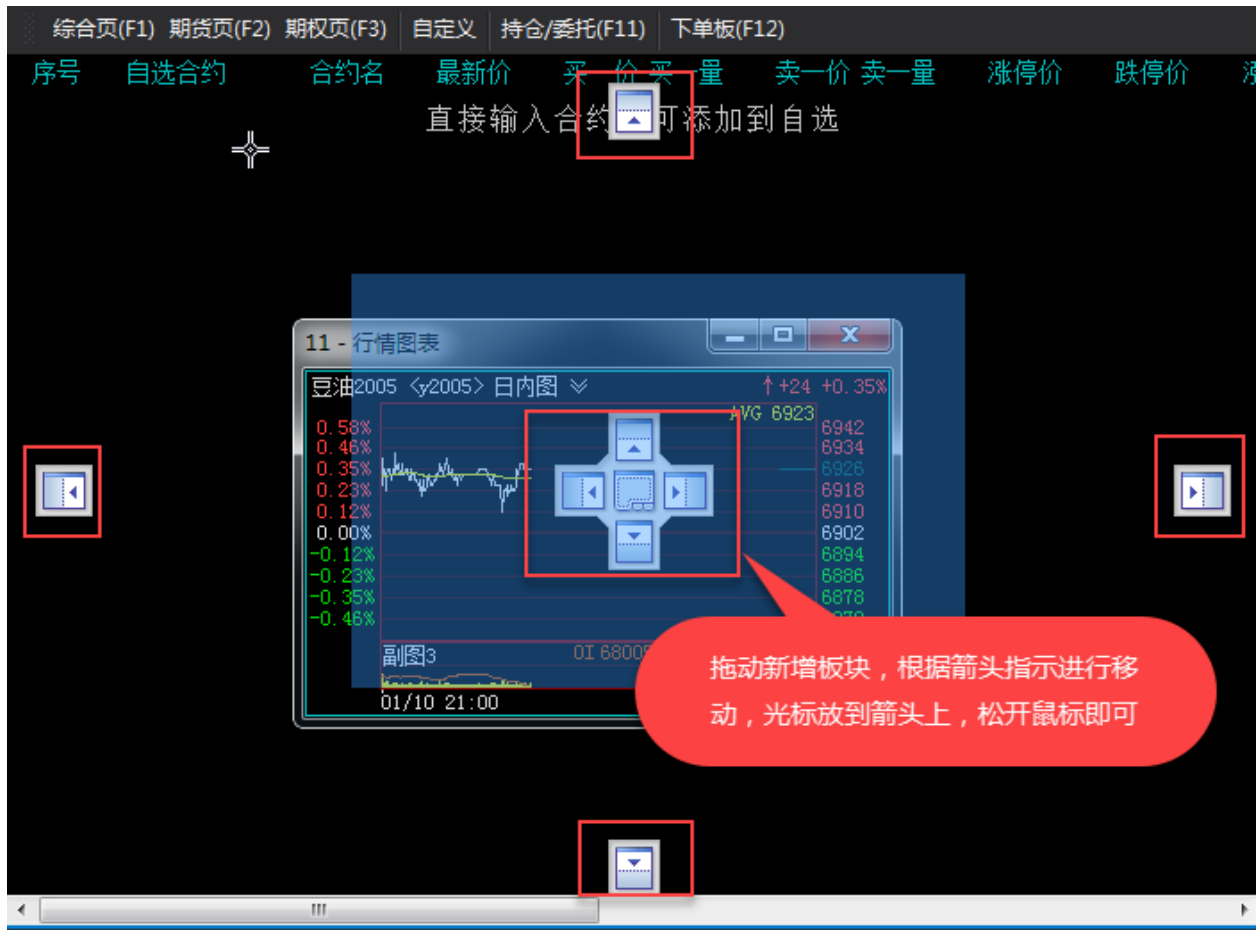 综合页(F1) 期货页(F2) 期权页(F3) 自定义 持仓/委托(F11) 下单板(F12)
序号 自选合约 合约名 最新价 买 价 买一量 卖一价 卖一量 涨停价 跌停价
直接输入合约 可添加到自选
11 - 行情图表
豆油2005 <y2005> 日内图 +24 +0.35%
AVG 6923
0.58% 6942
0.46% 6934
0.35% 6926
0.23% 6918
0.12% 6910
0.00% 6902
-0.12% 6894
-0.23% 6886
-0.35% 6878
-0.46%
副图3 OI 68005
01/10 21:00
拖动新增板块，根据箭头指示进行移
动，光标放到箭头上，松开鼠标即可